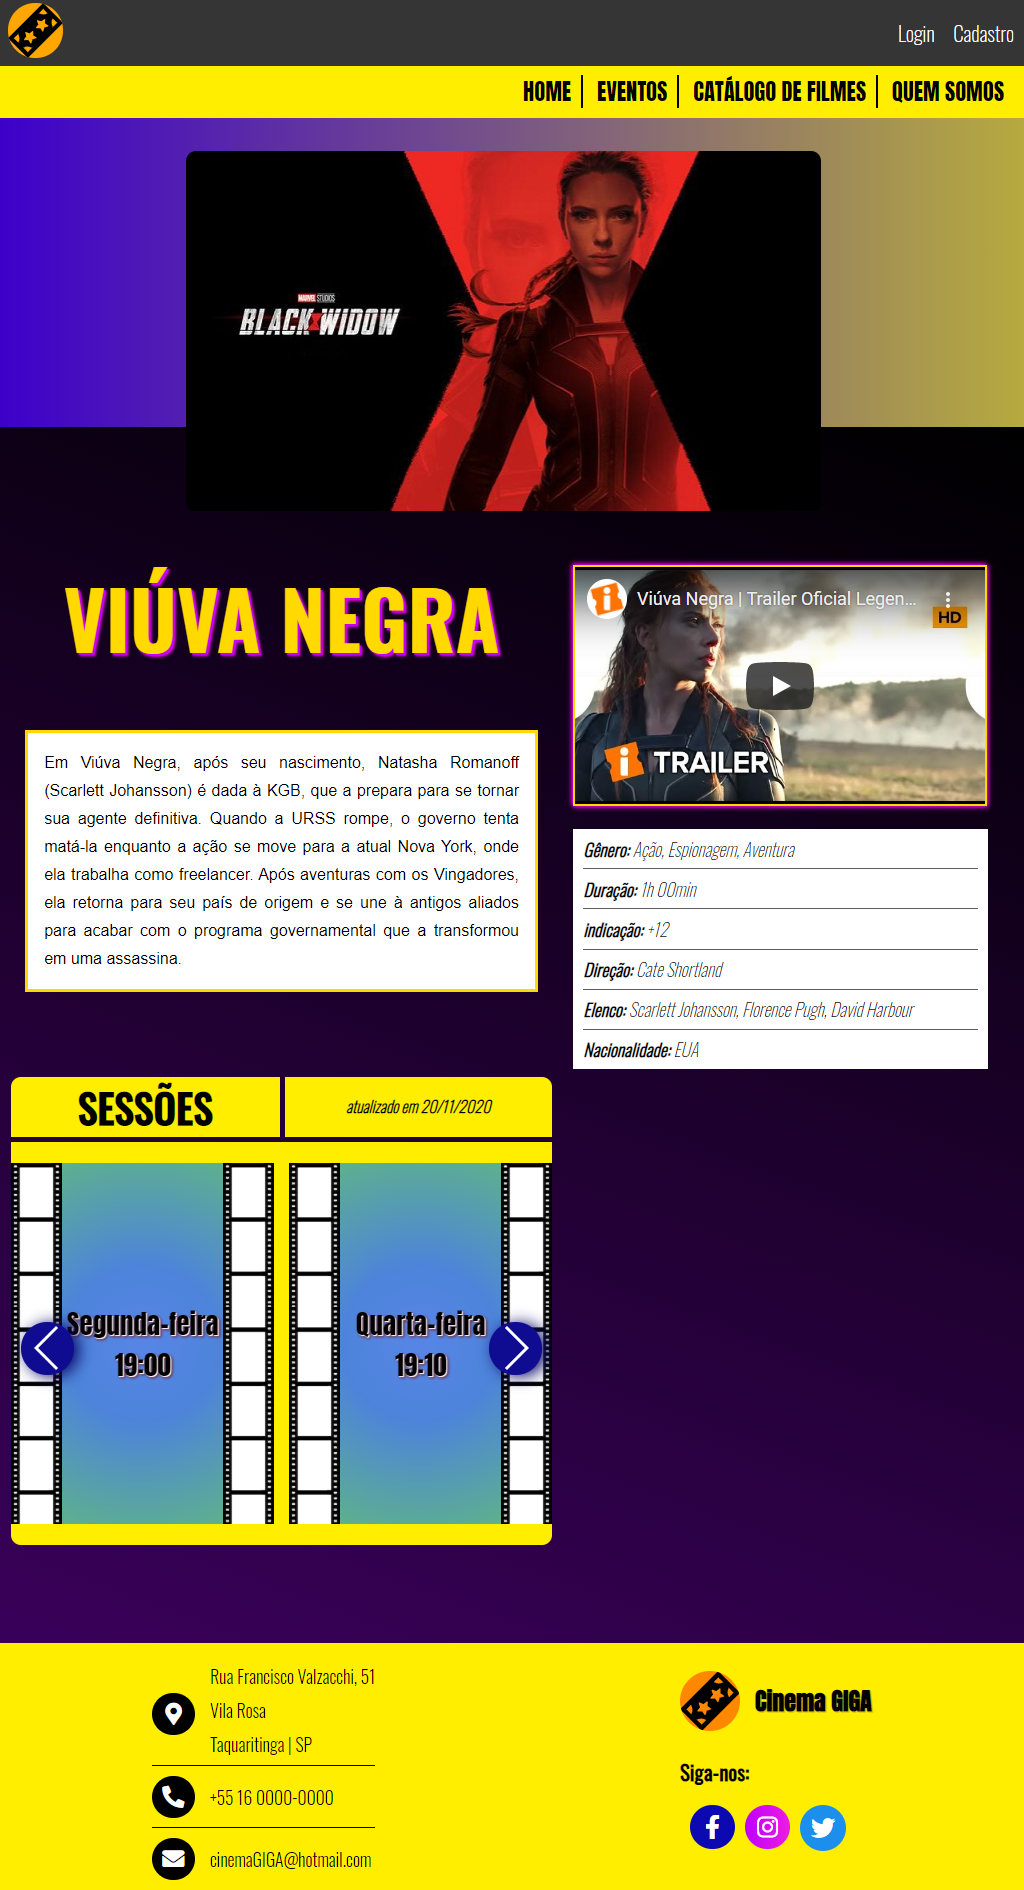 Login Cadastro
HOME EVENTOS CATÁLOGO DE FILMES QUEM SOMOS
MARVEL STUDIOS
BLACK WIDOW
VIÚVA NEGRA
Em Viúva Negra, após seu nascimento, Natasha Romanoff
(Scarlett Johansson) é dada à KGB, que a prepara para se tornar
sua agente definitiva. Quando a URSS rompe, o governo tenta
matá-la enquanto a ação se move para a atual Nova York, onde
ela trabalha como freelancer. Após aventuras com os Vingadores,
ela retorna para seu país de origem e se une à antigos aliados
para acabar com o programa governamental que a transformou
em uma assassina.
Viúva Negra | Trailer Oficial Legen...
HD
TRAILER
Gênero: Ação, Espionagem, Aventura
Duração: 1h 00min
indicação: +12
Direção: Cate Shortland
Elenco: Scarlett Johansson, Florence Pugh, David Harbour
Nacionalidade: EUA
SESSÕES
atualizado em 20/11/2020
Segunda-feira
19:00
Quarta-feira
19:10
Rua Francisco Valzacchi, 51
Vila Rosa
Taquaritinga | SP
+55 16 0000-0000
cinemaGIGA@hotmail.com
Cinema GIGA
Siga-nos: